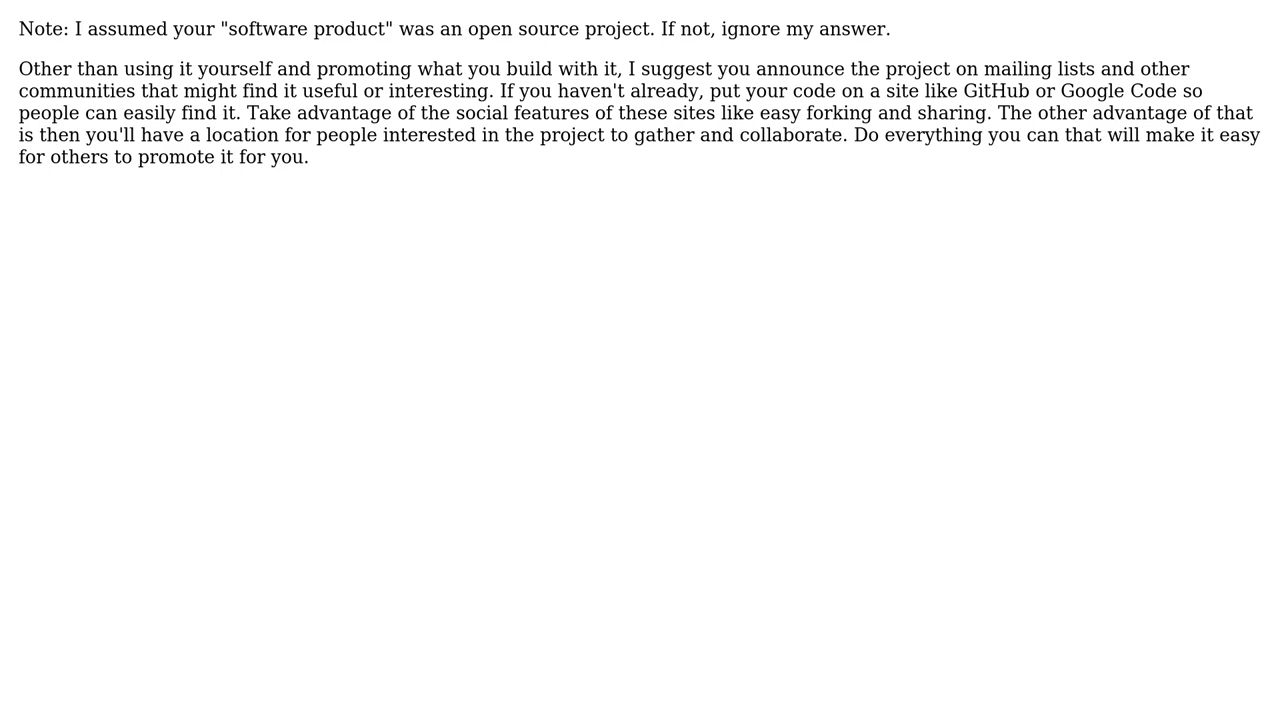 Note: I assumed your "software product" was an open source project. If not, ignore my answer.
Other than using it yourself and promoting what you build with it, I suggest you announce the project on mailing lists and other
communities that might find it useful or interesting. If you haven't already, put your code on a site like GitHub or Google Code so
people can easily find it. Take advantage of the social features of these sites like easy forking and sharing. The other advantage of that
is then you'll have a location for people interested in the project to gather and collaborate. Do everything you can that will make it easy
for others to promote it for you.